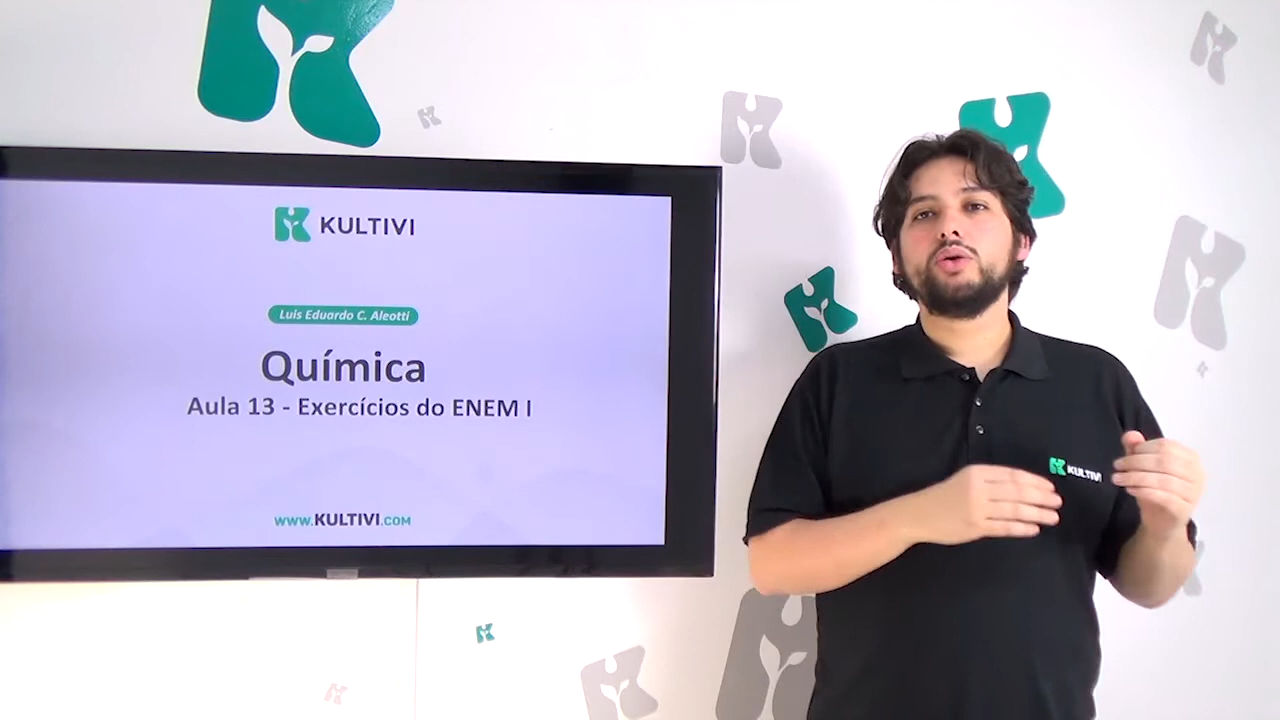 KULTIVI
Luis Eduardo C. Aleotti
Química
Aula 13 - Exercícios do ENEM I
www.KULTIVI.COM
KULTIVI